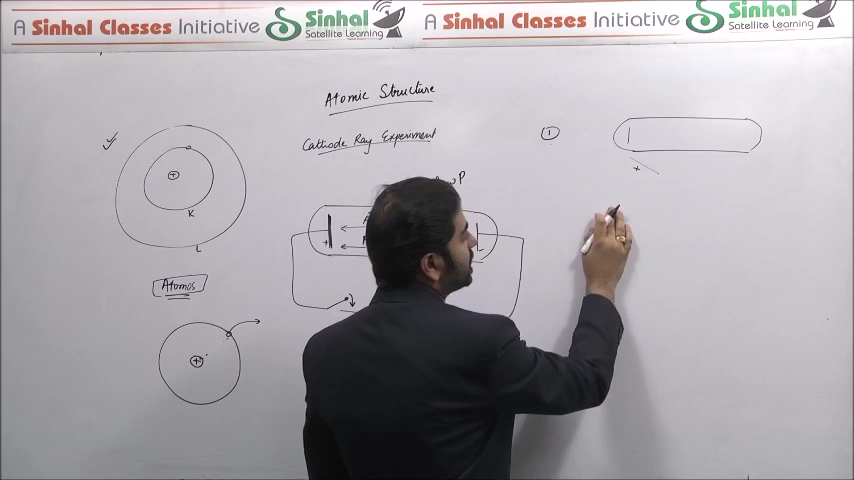 A Sinhal Classes Initiative Sinhal Satellite Learning
A Sinhal Classes Initiative Sinhal Satellite Learning
Atomic Structure
Cathode Ray Experiment
①
+
K
L
Atomos
+
P
+
-
+